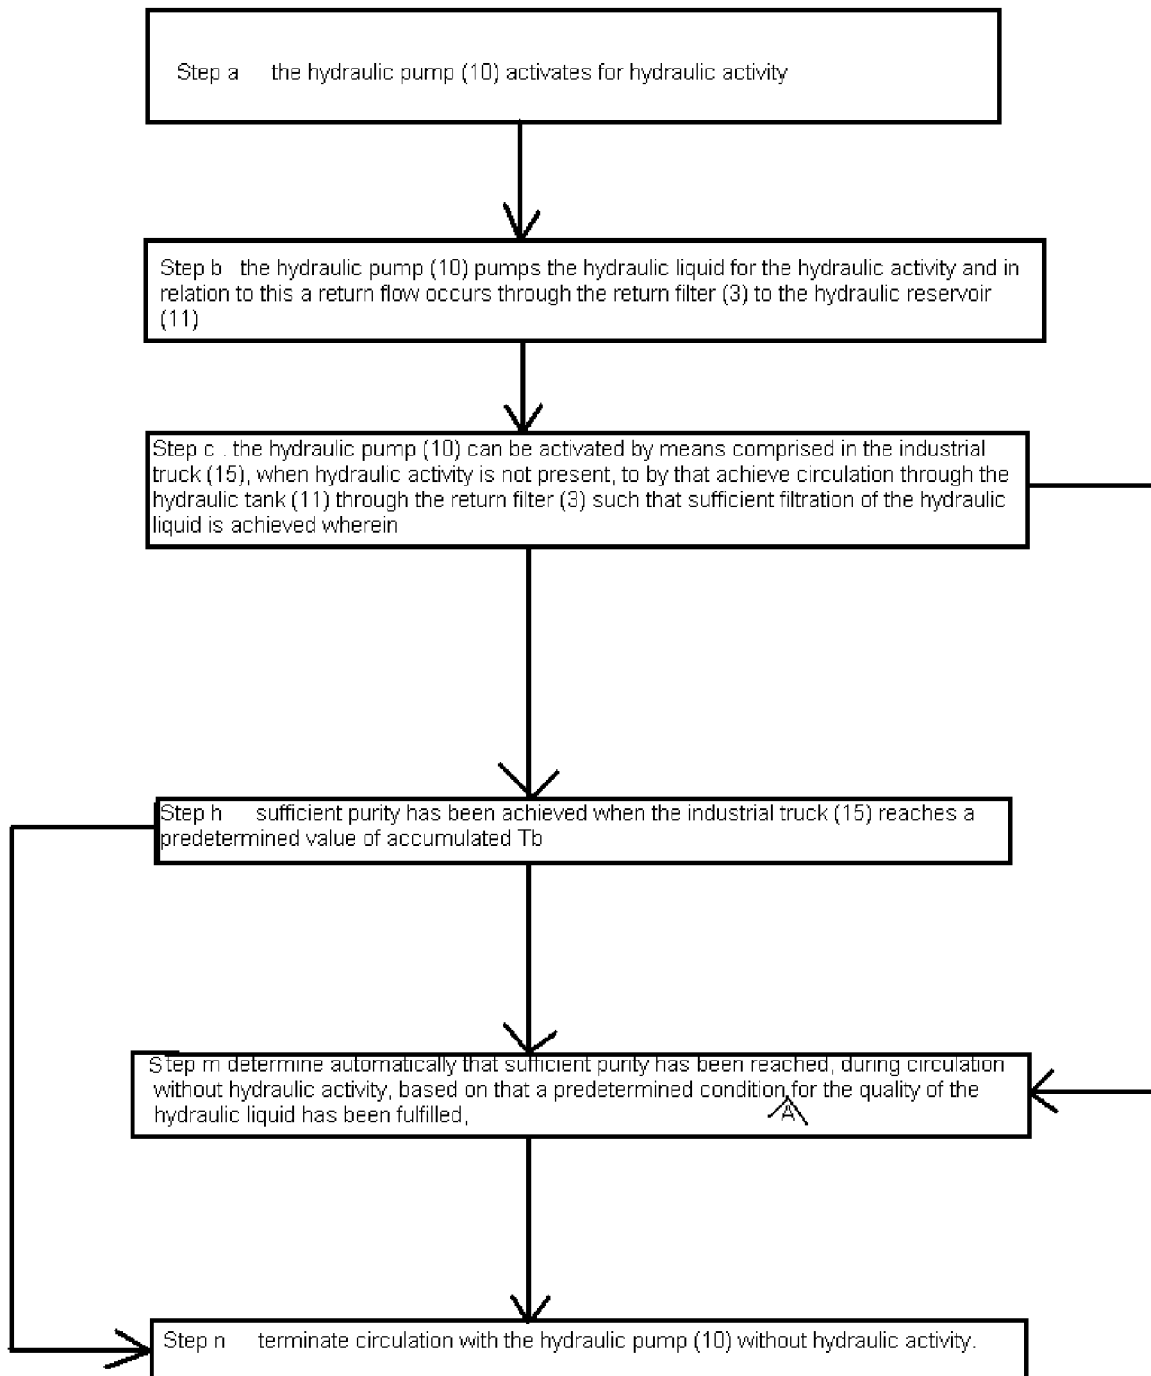 Step a the hydraulic pump (10) activates for hydraulic activity
Step b the hydraulic pump (10) pumps the hydraulic liquid for the hydraulic activity and in
relation to this a return flow occurs through the return filter (3) to the hydraulic reservoir
(11)
Step c . the hydraulic pump (10) can be activated by means comprised in the industrial
truck (15), when hydraulic activity is not present, to by that achieve circulation through the
hydraulic tank (11) through the return filter (3) such that sufficient filtration of the hydraulic
liquid is achieved wherein
Step h sufficient purity has been achieved when the industrial truck (15) reaches a
predetermined value of accumulated Tb
Step m determine automatically that sufficient purity has been reached, during circulation
without hydraulic activity, based on that a predetermined condition for the quality of the
hydraulic liquid has been fulfilled,
A
Step n terminate circulation with the hydraulic pump (10) without hydraulic activity.